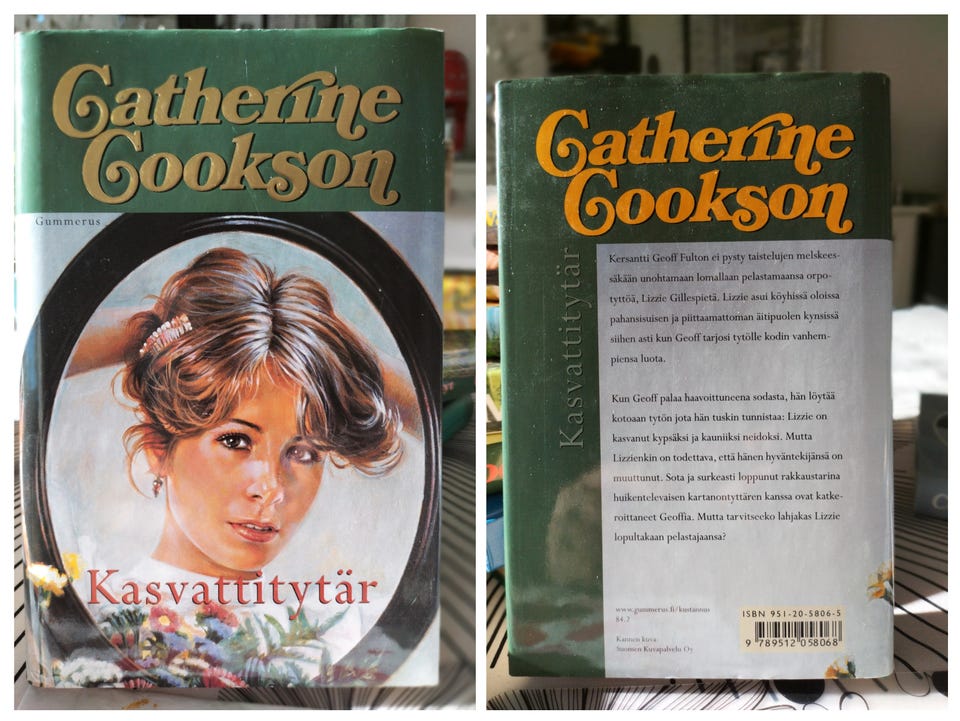 Catherine
Cookson
Gummerus
Kasvattitytär
Catherine
Cookson
Kasvattitytär
Kersantti Geoff Fulton ei pysty taistelujen melskees-
säkään unohtamaan lomallaan pelastamaansa orpo-
tyttöä, Lizzie Gillespietä. Lizzie asui köyhissä oloissa
pahansisuisen ja piittaamattoman äitipuolen kynsissä
siihen asti kun Geoff tarjosi tytölle kodin vanhem-
piensa luota.
Kun Geoff palaa haavoittuneena sodasta, hän löytää
kotoaan tytön jota hän tuskin tunnistaa: Lizzie on
kasvanut kypsäksi ja kauniiksi neidoksi. Mutta
Lizzienkin on todettava, että hänen hyväntekijänsä on
muuttunut. Sota ja surkeasti loppunut rakkaustarina
huikentelevaisen kartanontyttären kanssa ovat katke-
roittaneet Geoffia. Mutta tarvitseeko lahjakas Lizzie
lopultakaan pelastajaansa?
www.gummerus.fi/kustannus
84.2
Kannen kuva:
Suomen Kuvapalvelu Oy
ISBN 951-20-5806-5
9 789512 058068